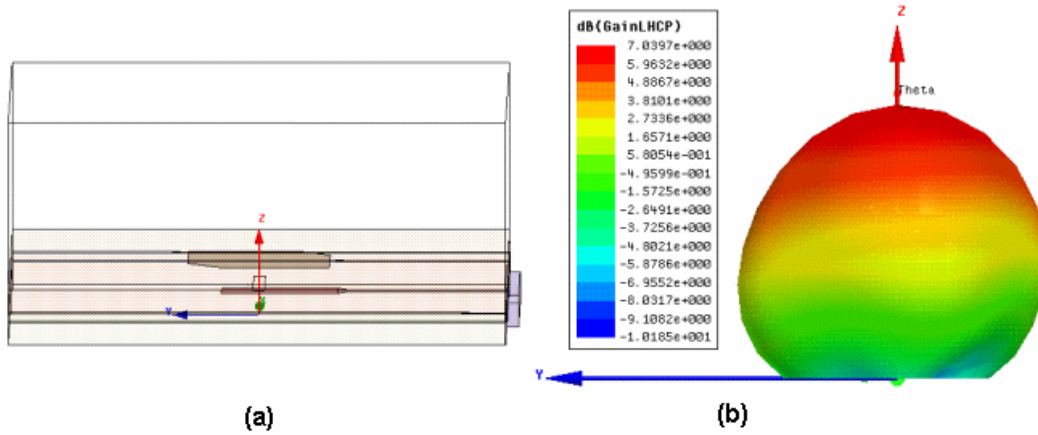 Z
Y
(a)
dB(GainLHCP)
7.0397e+000
5.9632e+000
4.8867e+000
3.8101e+000
2.7336e+000
1.6571e+000
5.8054e-001
-4.9599e-001
-1.5725e+000
-2.6491e+000
-3.7256e+000
-4.8021e+000
-5.8786e+000
-6.9552e+000
-8.0317e+000
-9.1082e+000
-1.0185e+001
Z
Theta
Y
(b)